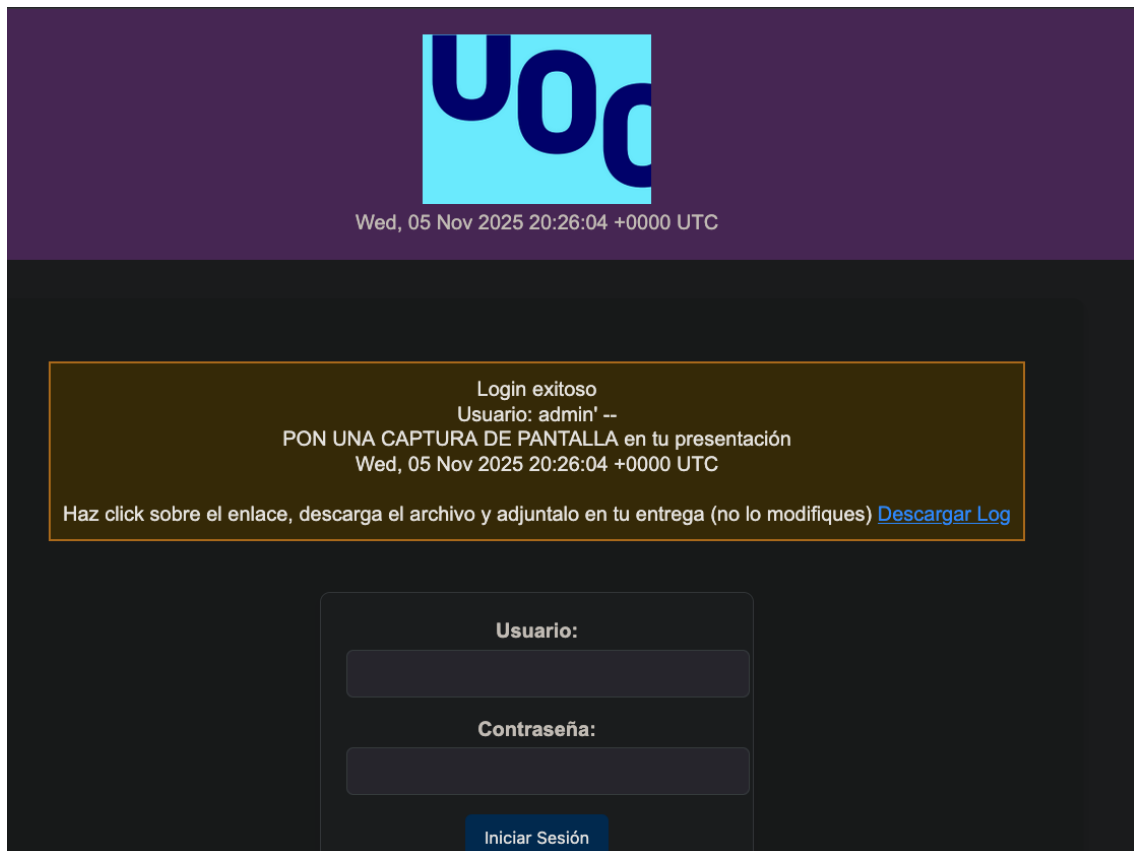 UOC
Wed, 05 Nov 2025 20:26:04 +0000 UTC
Login exitoso
Usuario: admin' --
PON UNA CAPTURA DE PANTALLA en tu presentación
Wed, 05 Nov 2025 20:26:04 +0000 UTC
Haz click sobre el enlace, descarga el archivo y adjuntalo en tu entrega (no lo modifiques) Descargar Log
Usuario:
Contraseña:
Iniciar Sesión